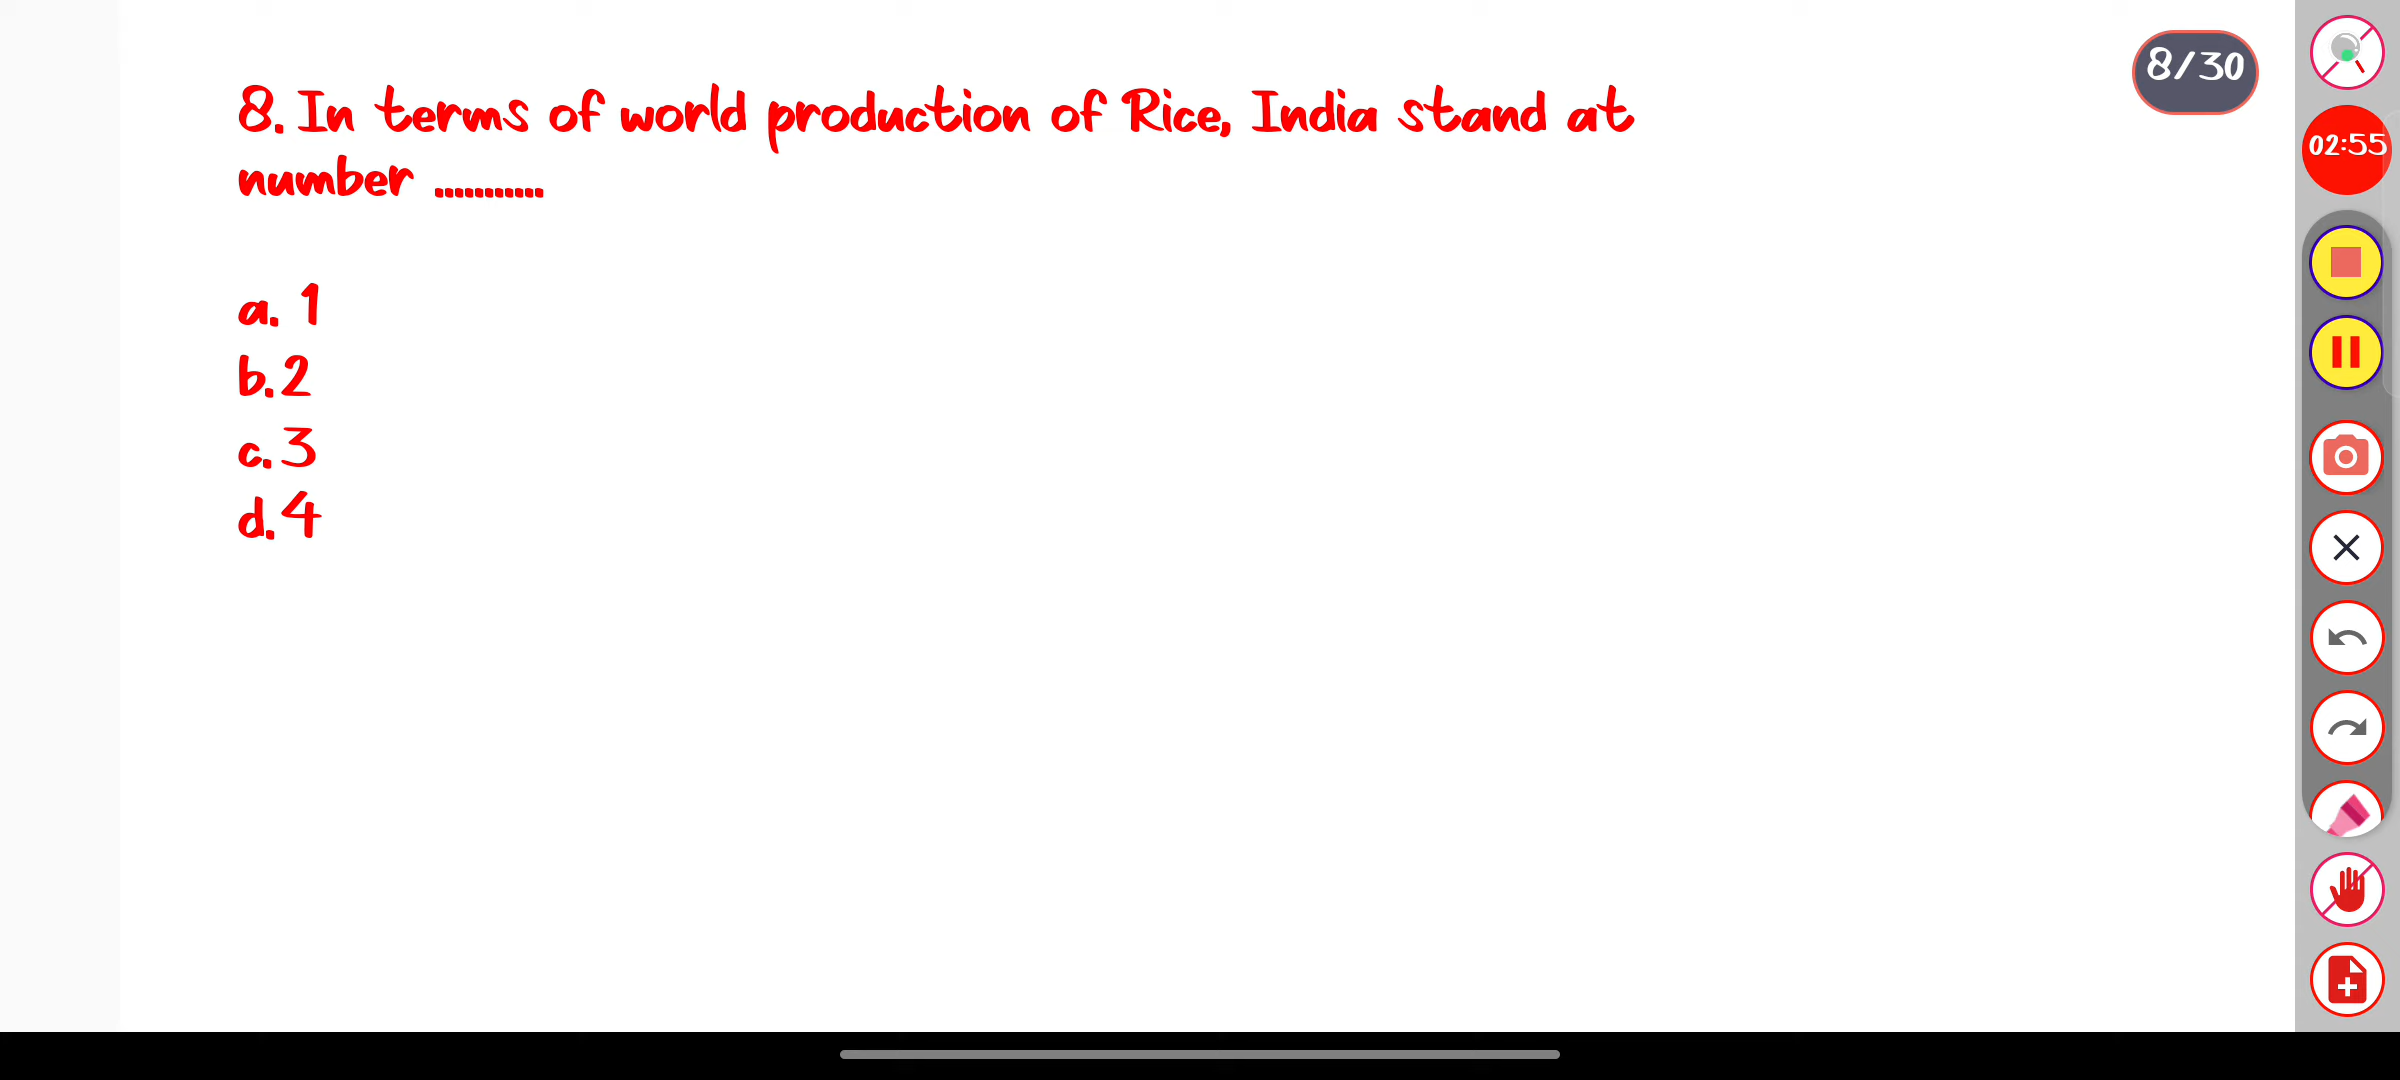 8/30
8. In terms of world production of Rice, India stand at
number ...........
a. 1
b.2
c.3
d.4
02:55